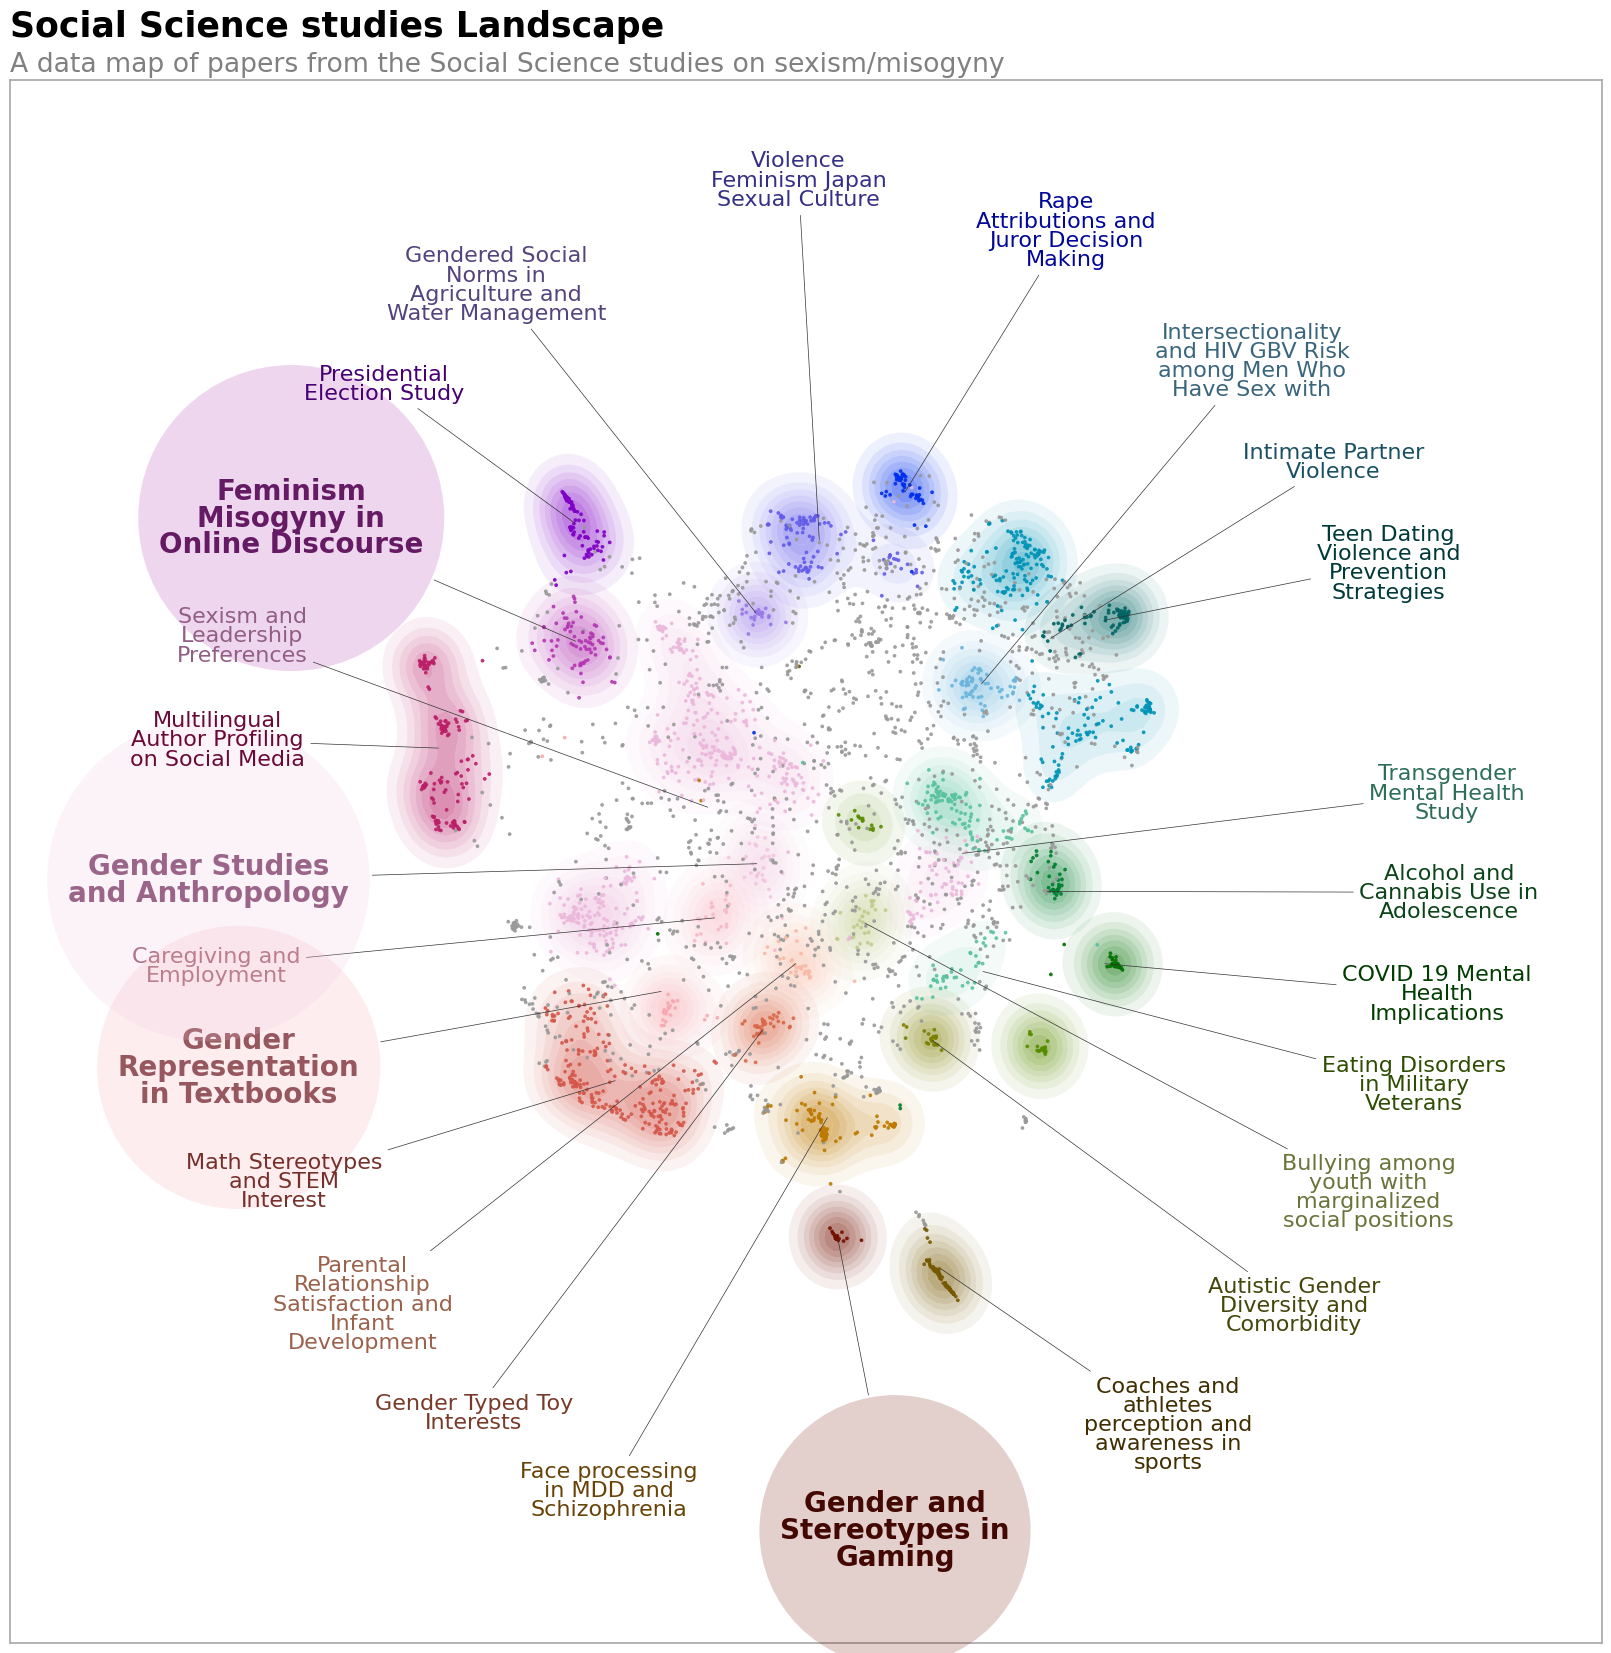 Social Science studies Landscape
A data map of papers from the Social Science studies on sexism/misogyny
Violence
Feminism Japan
Sexual Culture
Rape
Attributions and
Juror Decision
Making
Gendered Social
Norms in
Agriculture and
Water Management
Intersectionality
and HIV GBV Risk
among Men Who
Have Sex with
Presidential
Election Study
Intimate Partner
Violence
Feminism
Misogyny in
Online Discourse
Teen Dating
Violence and
Prevention
Strategies
Sexism and
Leadership
Preferences
Multilingual
Author Profiling
on Social Media
Transgender
Mental Health
Study
Gender Studies
and Anthropology
Alcohol and
Cannabis Use in
Adolescence
Caregiving and
Employment
COVID 19 Mental
Health
Implications
Gender
Representation
in Textbooks
Eating Disorders
in Military
Veterans
Math Stereotypes
and STEM
Interest
Bullying among
youth with
marginalized
social positions
Parental
Relationship
Satisfaction and
Infant
Development
Autistic Gender
Diversity and
Comorbidity
Gender Typed Toy
Interests
Coaches and
athletes
perception and
awareness in
sports
Face processing
in MDD and
Schizophrenia
Gender and
Stereotypes in
Gaming